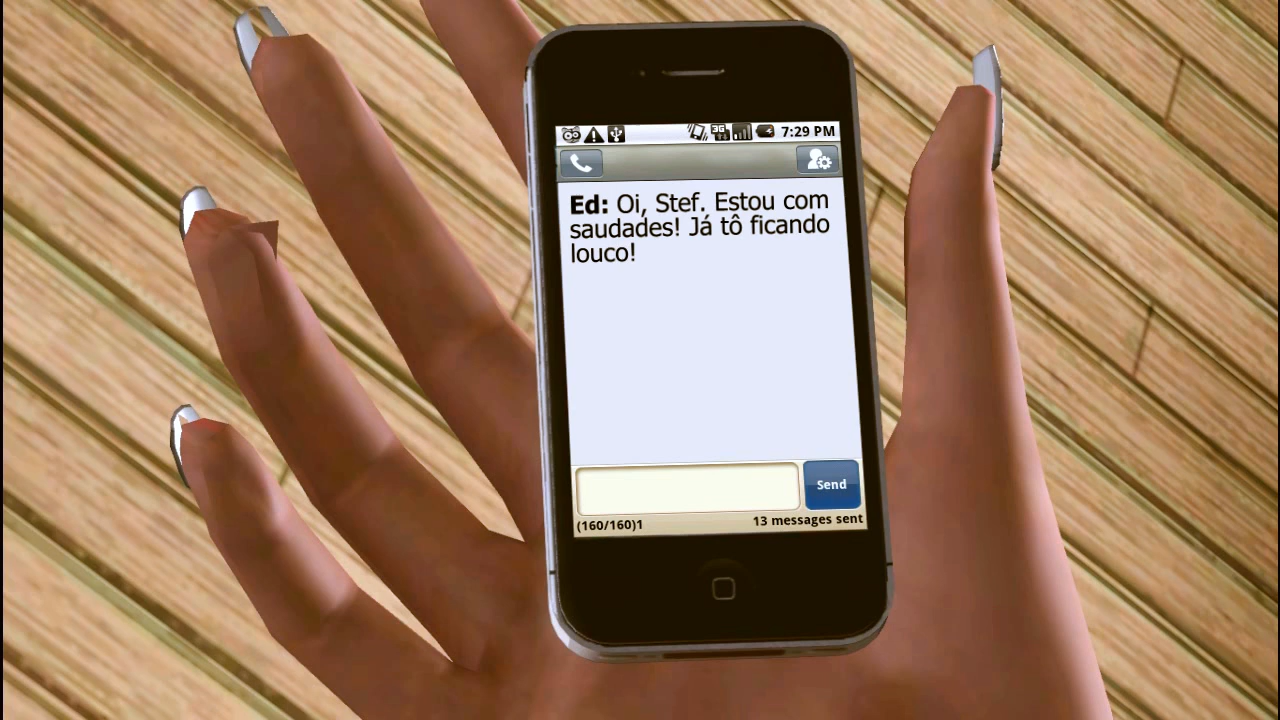 3G
7:29 PM
Ed: Oi, Stef. Estou com
saudades! Já tô ficando
louco!
Send
(160/160)1
13 messages sent